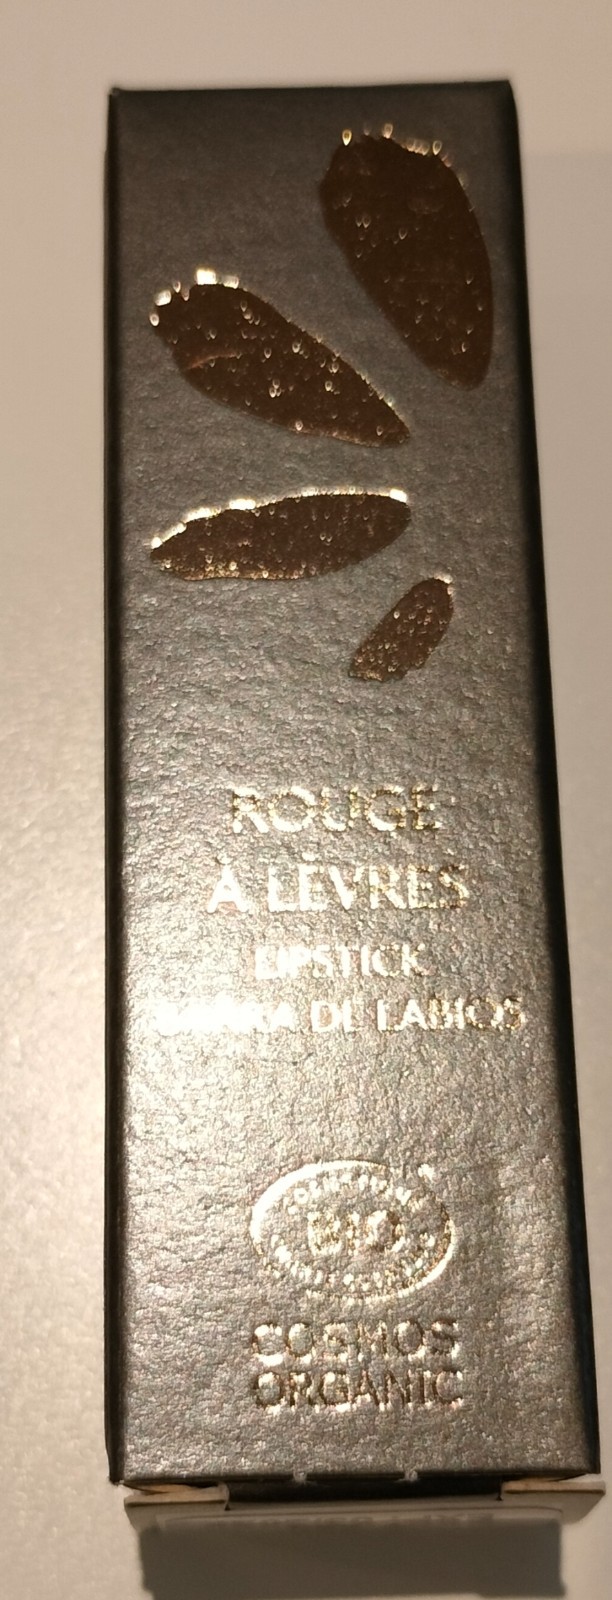 ROUGE
À LÈVRES
LIPSTICK
BARRA DE LABIOS
BIO
COSMOS
ORGANIC